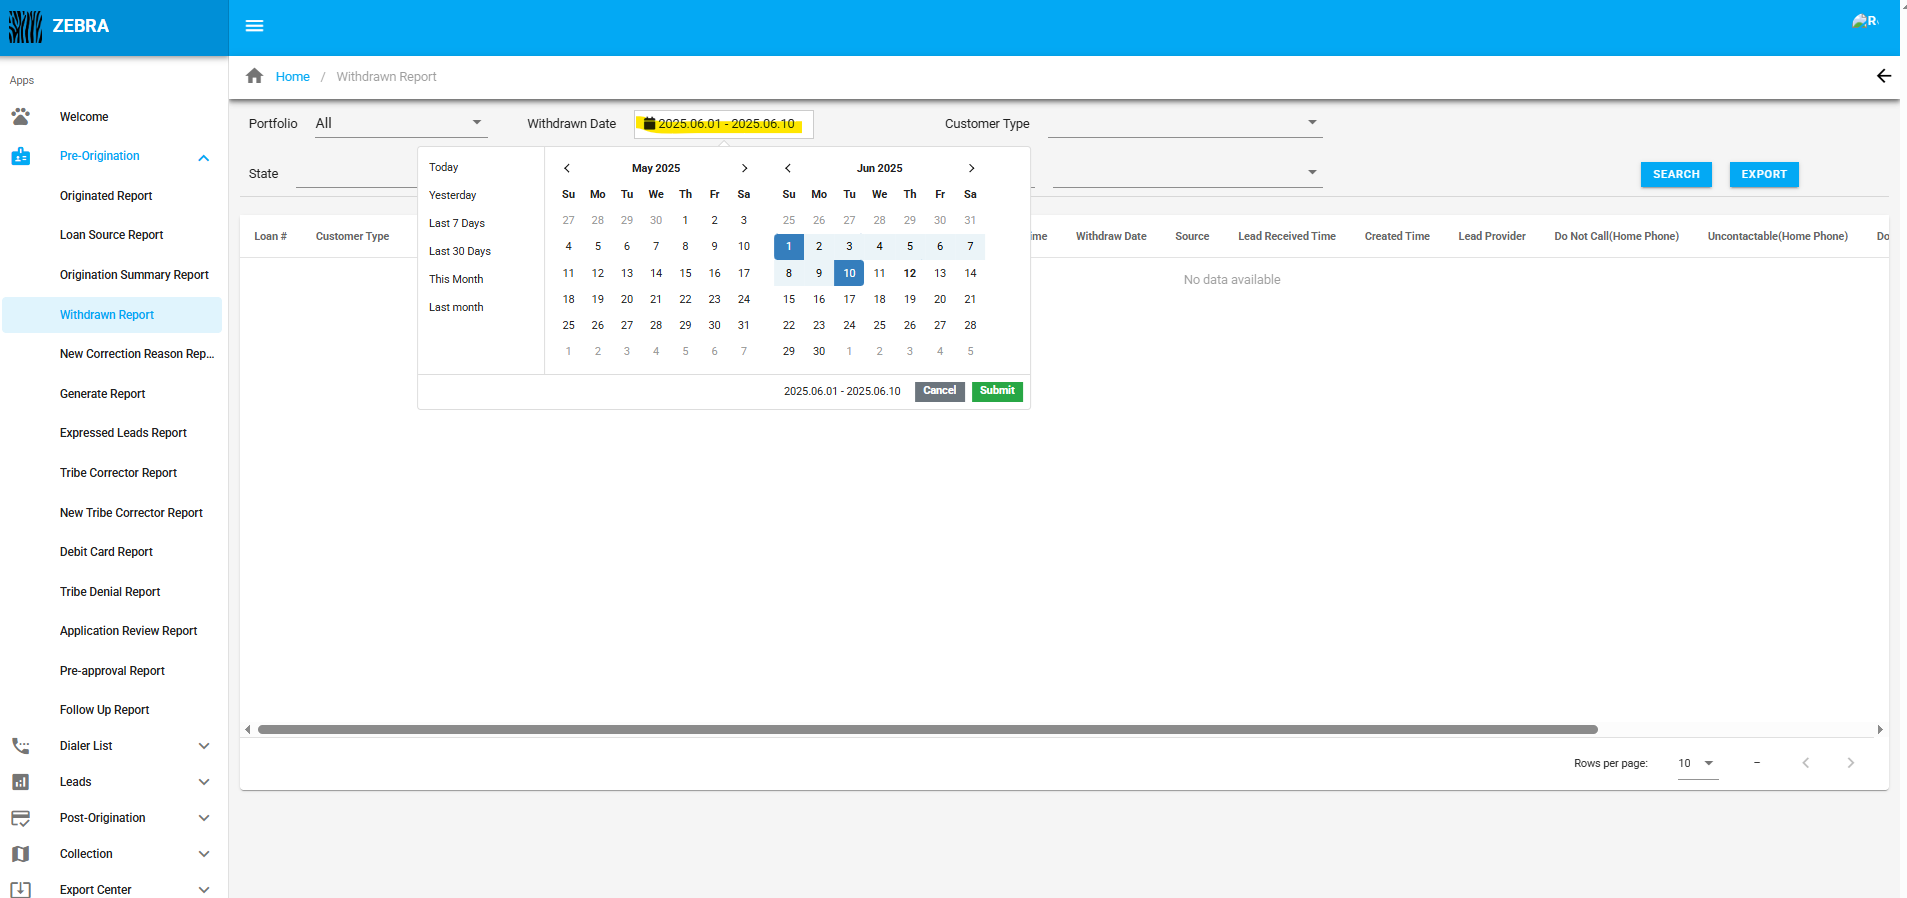 ZEBRA
R
Home / Withdrawn Report
Apps
Welcome
Pre-Origination
Originated Report
Loan Source Report
Origination Summary Report
Withdrawn Report
New Correction Reason Rep...
Generate Report
Expressed Leads Report
Tribe Corrector Report
New Tribe Corrector Report
Debit Card Report
Tribe Denial Report
Application Review Report
Pre-approval Report
Follow Up Report
Dialer List
Leads
Post-Origination
Collection
Export Center
Portfolio All Withdrawn Date 2025.06.01 - 2025.06.10 Customer Type
State SEARCH EXPORT
Today
Yesterday
Last 7 Days
Last 30 Days
This Month
Last month
May 2025
Su Mo Tu We Th Fr Sa
27 28 29 30 1 2 3
4 5 6 7 8 9 10
11 12 13 14 15 16 17
18 19 20 21 22 23 24
25 26 27 28 29 30 31
1 2 3 4 5 6 7
Jun 2025
Su Mo Tu We Th Fr Sa
25 26 27 28 29 30 31
1 2 3 4 5 6 7
8 9 10 11 12 13 14
15 16 17 18 19 20 21
22 23 24 25 26 27 28
29 30 1 2 3 4 5
2025.06.01 - 2025.06.10 Cancel Submit
Loan # Customer Type ime Withdraw Date Source Lead Received Time Created Time Lead Provider Do Not Call(Home Phone) Uncontactable(Home Phone) Do
No data available
Rows per page: 10 –